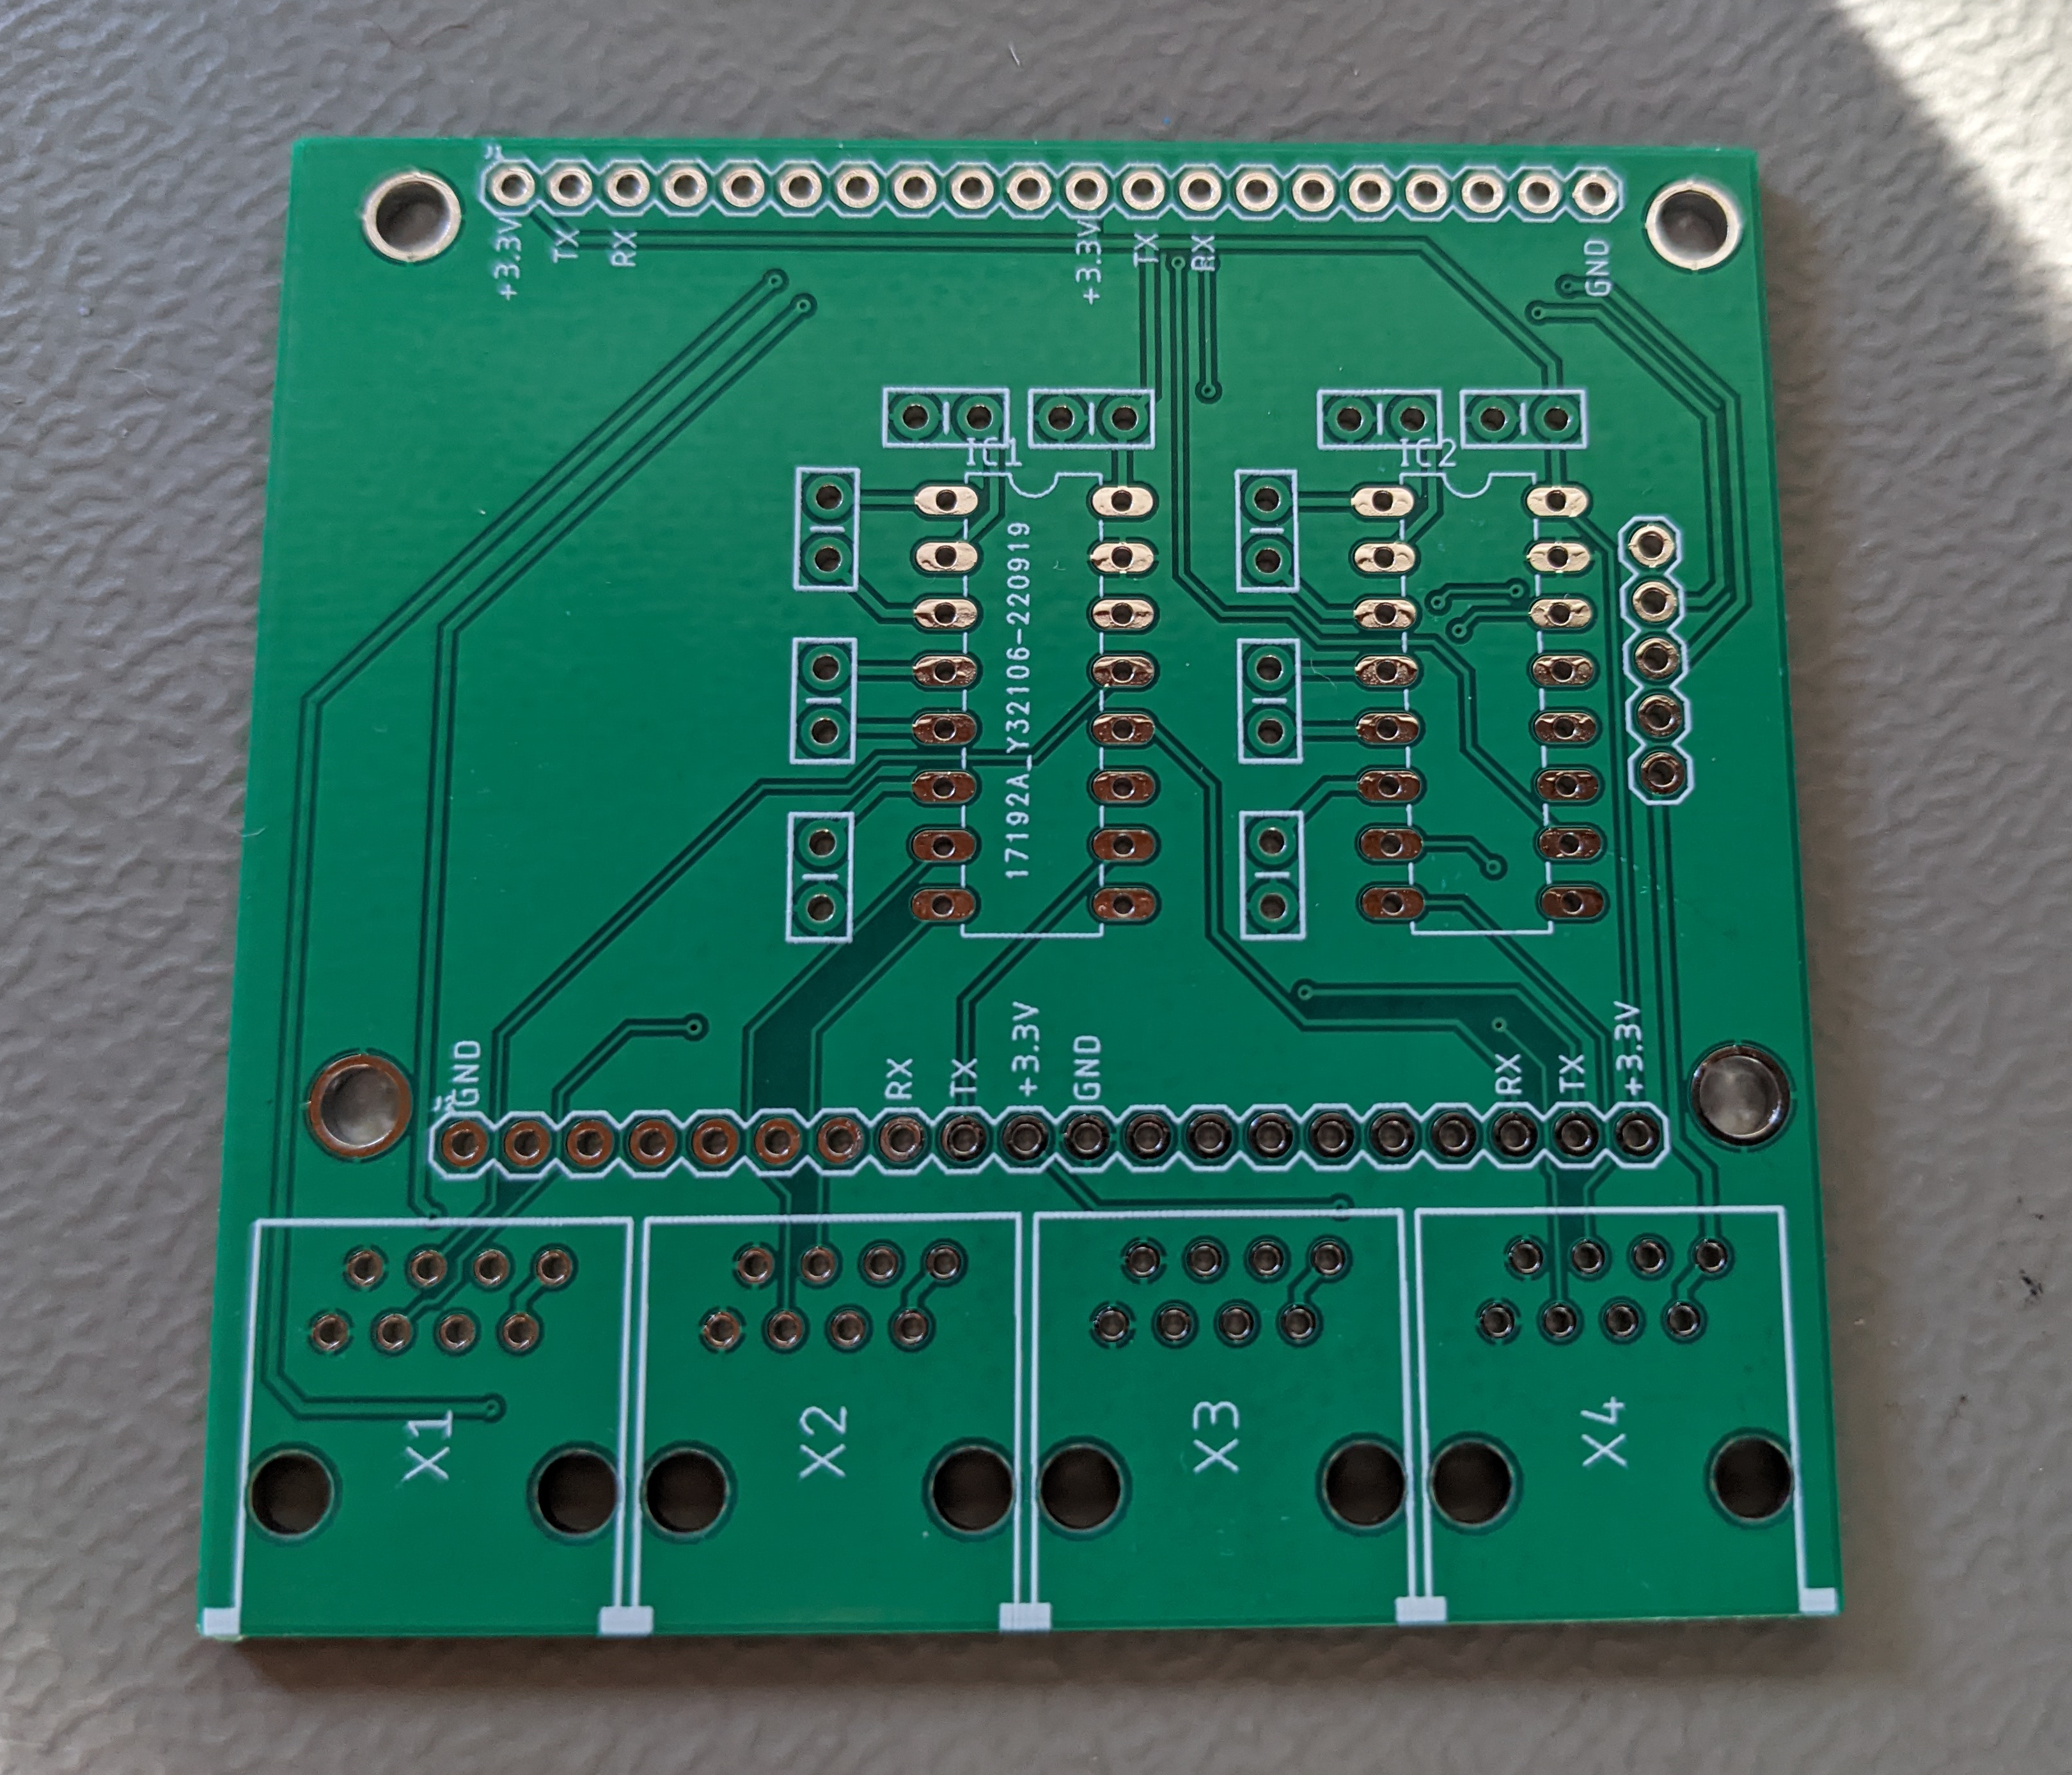 +3.3V TX RX +3.3V TX RX GND
IC1 IC2
17192A_Y32106-220919
GND RX TX +3.3V GND RX TX +3.3V
X1 X2 X3 X4